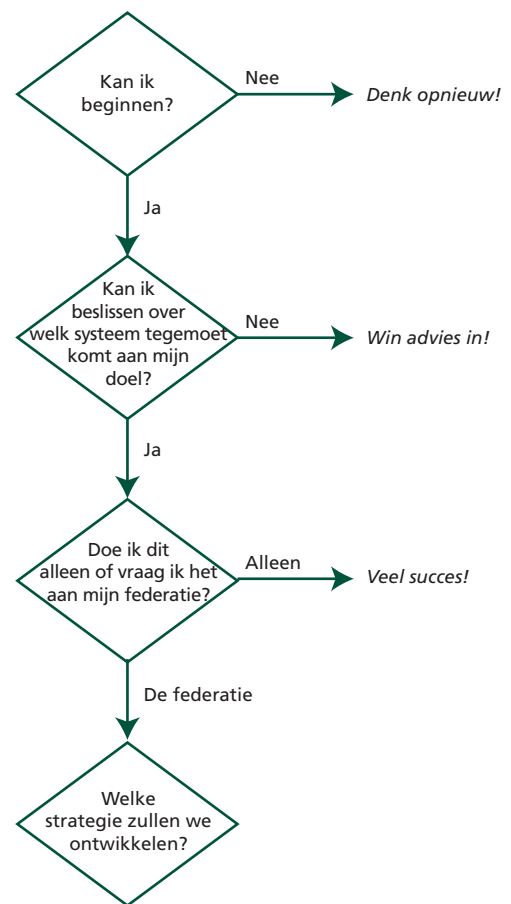 Kan ik
beginnen?
Nee
Denk opnieuw!
Ja
Kan ik
beslissen over
welk systeem tegemoet
komt aan mijn
doel?
Nee
Win advies in!
Ja
Doe ik dit
alleen of vraag ik het
aan mijn federatie?
Alleen
Veel succes!
De federatie
Welke
strategie zullen we
ontwikkelen?